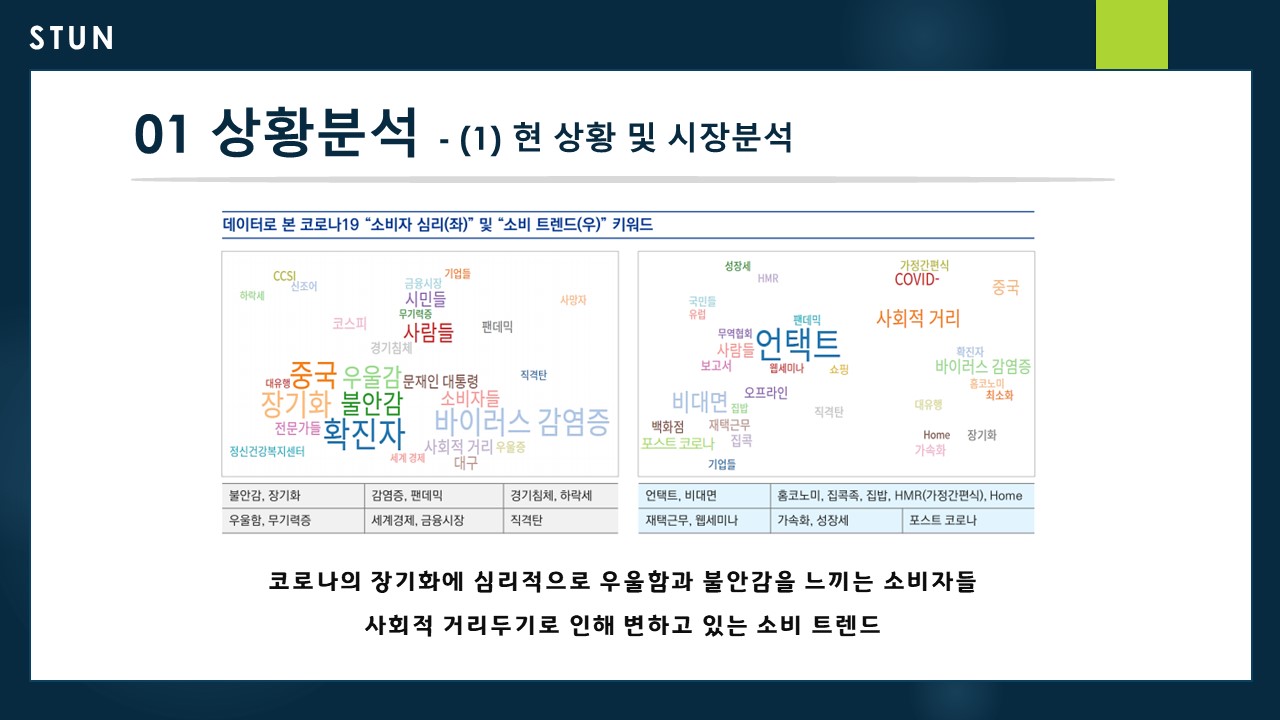 STUN
01 상황분석 - (1) 현 상황 및 시장분석
데이터로 본 코로나19 “소비자 심리(좌)” 및 “소비 트렌드(우)” 키워드
CCSI
신조어
하락세
기업들
금융시장
시민들
사망자
무기력증
코스피
사람들
팬데믹
경기침체
중국
우울감
대유행
문재인 대통령
직격탄
장기화
불안감
소비자들
전문가들
확진자
바이러스 감염증
정신건강복지센터
사회적 거리
우울증
세계 경제
대구
성장세
HMR
가정간편식
COVID-
중국
국민들
유럽
팬데믹
사회적 거리
무역협회
언택트
사람들
보고서
웹세미나
쇼핑
확진자
바이러스 감염증
홈코노미
최소화
비대면
오프라인
집밥
직격탄
대유행
백화점
재택근무
포스트 코로나
집콕
Home
장기화
가속화
기업들
불안감, 장기화
감염증, 팬데믹
경기침체, 하락세
우울함, 무기력증
세계경제, 금융시장
직격탄
언택트, 비대면
홈코노미, 집콕족, 집밥, HMR(가정간편식), Home
재택근무, 웹세미나
가속화, 성장세
포스트 코로나
코로나의 장기화에 심리적으로 우울함과 불안감을 느끼는 소비자들
사회적 거리두기로 인해 변하고 있는 소비 트렌드